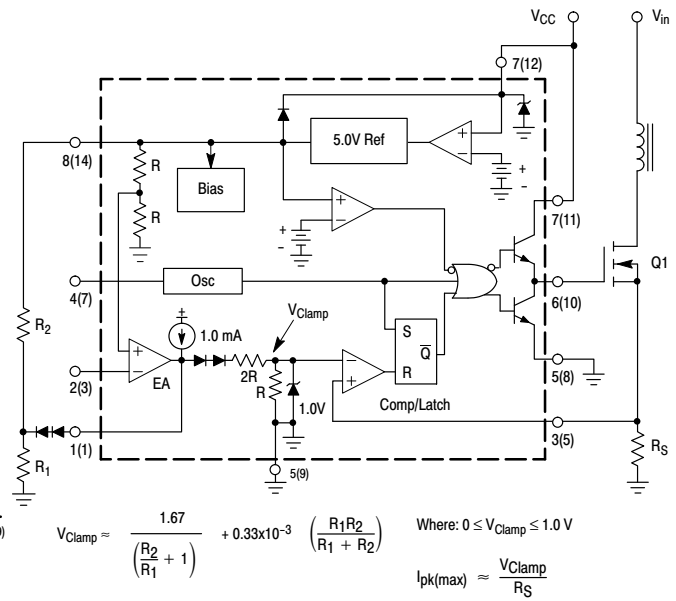 VCC
Vin
7(12)
5.0V Ref
+
−
+
-
8(14)
R
Bias
R
+
-
7(11)
Q1
4(7)
Osc
6(10)
VClamp
R2
+
1.0 mA
S
Q̅
R
2R
+
−
EA
2(3)
R
1.0V
−
+
Comp/Latch
5(8)
1(1)
3(5)
R1
RS
5(9)
VClamp ≈ 1.67 / (R2/R1 + 1) + 0.33x10−3 (R1R2 / R1 + R2)
Where: 0 ≤ VClamp ≤ 1.0 V
Ipk(max) ≈ VClamp / RS